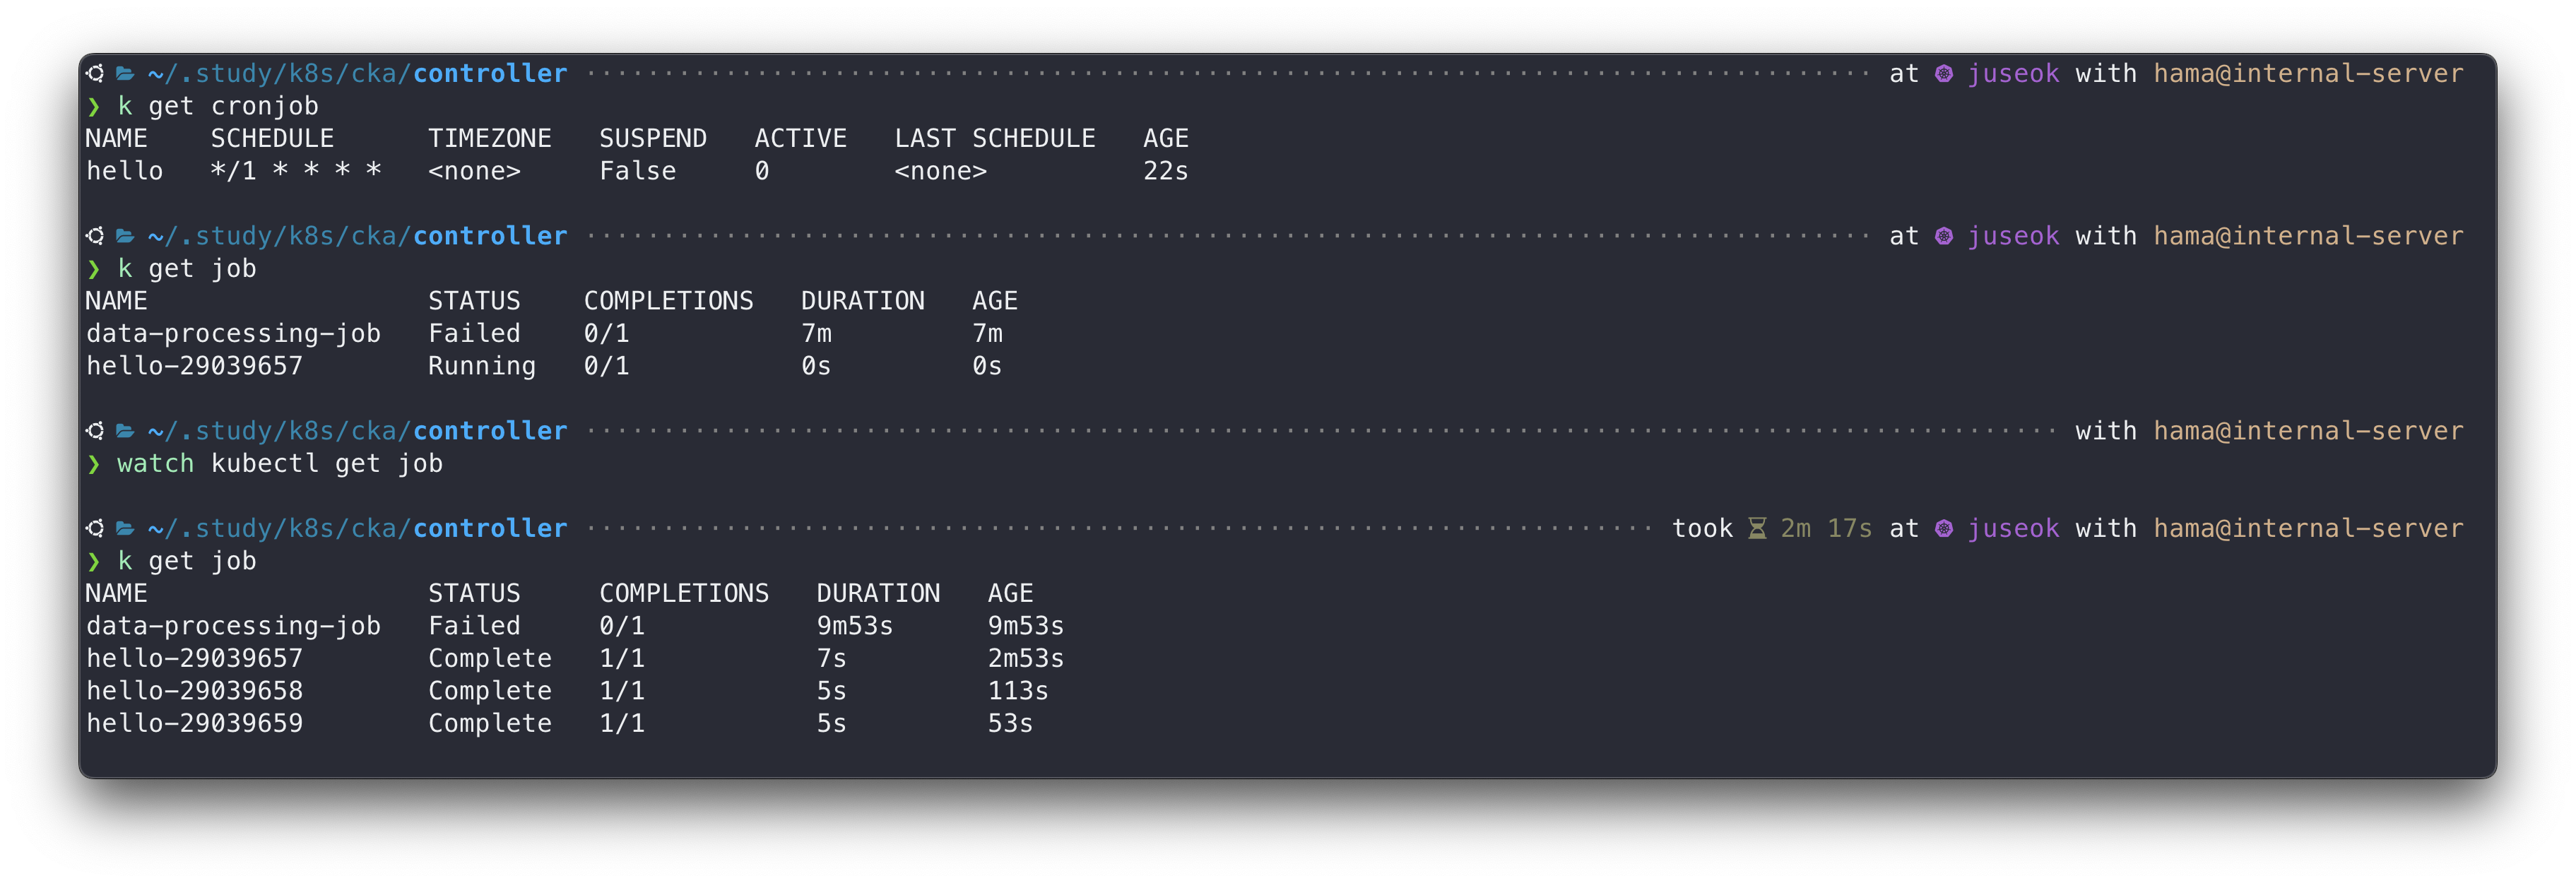 ~/.study/k8s/cka/controller at juseok with hama@internal-server
❯ k get cronjob
NAME SCHEDULE TIMEZONE SUSPEND ACTIVE LAST SCHEDULE AGE
hello */1 * * * * <none> False 0 <none> 22s
~/.study/k8s/cka/controller at juseok with hama@internal-server
❯ k get job
NAME STATUS COMPLETIONS DURATION AGE
data-processing-job Failed 0/1 7m 7m
hello-29039657 Running 0/1 0s 0s
~/.study/k8s/cka/controller with hama@internal-server
❯ watch kubectl get job
~/.study/k8s/cka/controller took 2m 17s at juseok with hama@internal-server
❯ k get job
NAME STATUS COMPLETIONS DURATION AGE
data-processing-job Failed 0/1 9m53s 9m53s
hello-29039657 Complete 1/1 7s 2m53s
hello-29039658 Complete 1/1 5s 113s
hello-29039659 Complete 1/1 5s 53s